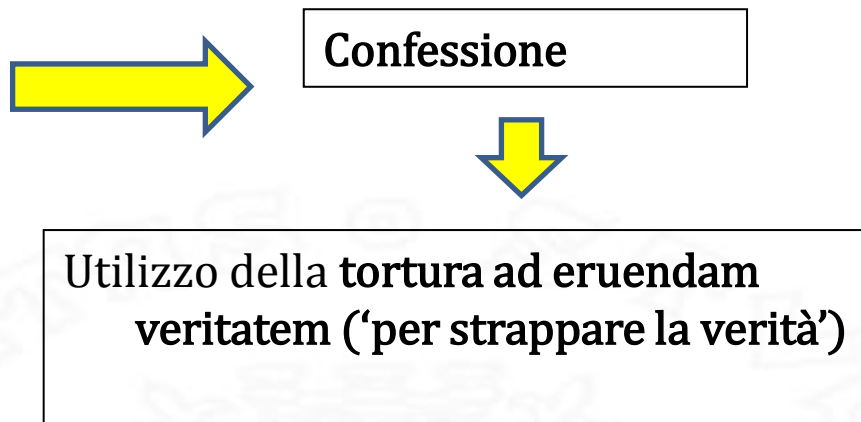 Confessione
Utilizzo della tortura ad eruendam
veritatem (‘per strappare la verità’)